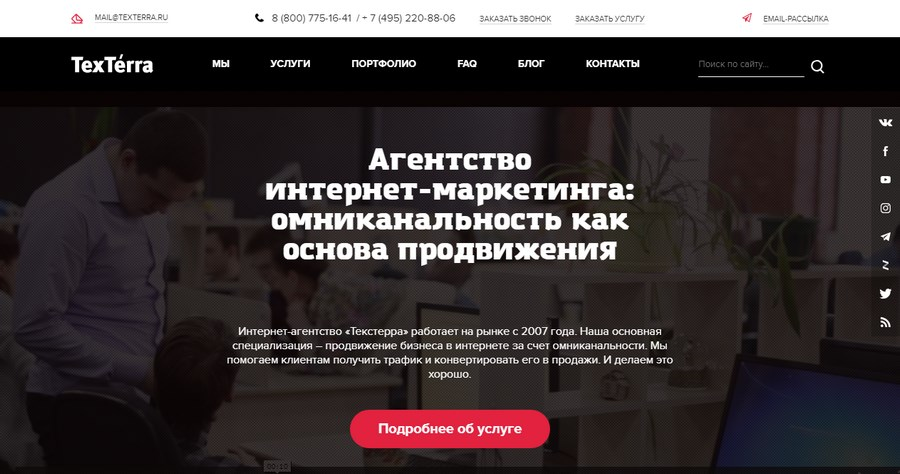 MAIL@TEXTERRA.RU
8 (800) 775-16-41 / + 7 (495) 220-88-06
ЗАКАЗАТЬ ЗВОНОК
ЗАКАЗАТЬ УСЛУГУ
EMAIL-РАССЫЛКА
TexTérra
МЫ
УСЛУГИ
ПОРТФОЛИО
FAQ
БЛОГ
КОНТАКТЫ
Поиск по сайту...
Агентство
интернет-маркетинга:
омниканальность как
основа продвижения
Интернет-агентство «Текстерра» работает на рынке с 2007 года. Наша основная
специализация – продвижение бизнеса в интернете за счет омниканальности. Мы
помогаем клиентам получить трафик и конвертировать его в продажи. И делаем это
хорошо.
Подробнее об услуге
00:10